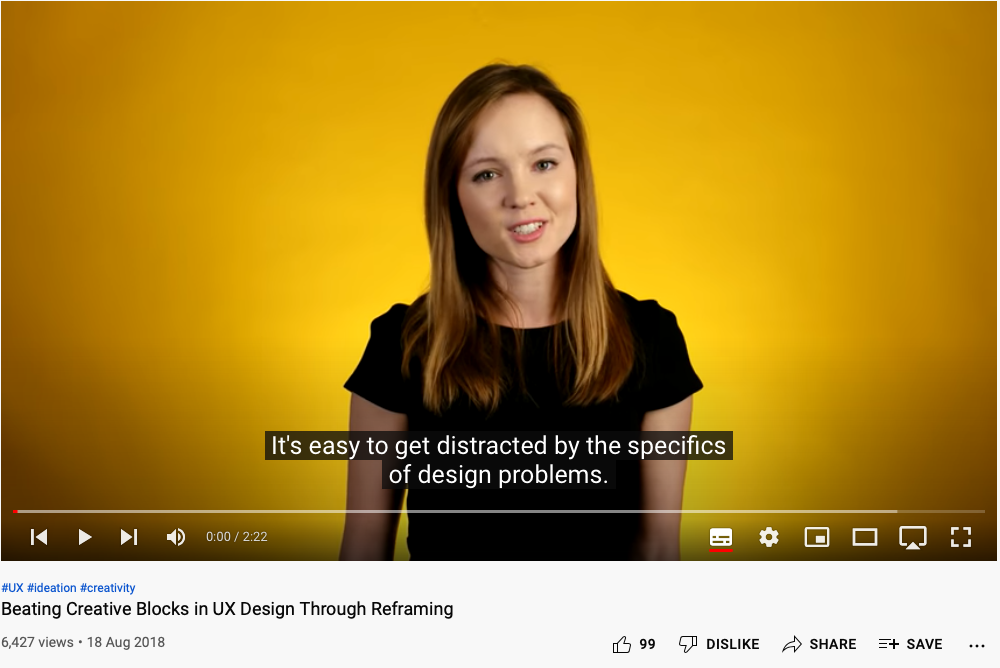 It's easy to get distracted by the specifics
of design problems.
0:00 / 2:22
#UX #ideation #creativity
Beating Creative Blocks in UX Design Through Reframing
6,427 views • 18 Aug 2018
99 DISLIKE SHARE SAVE